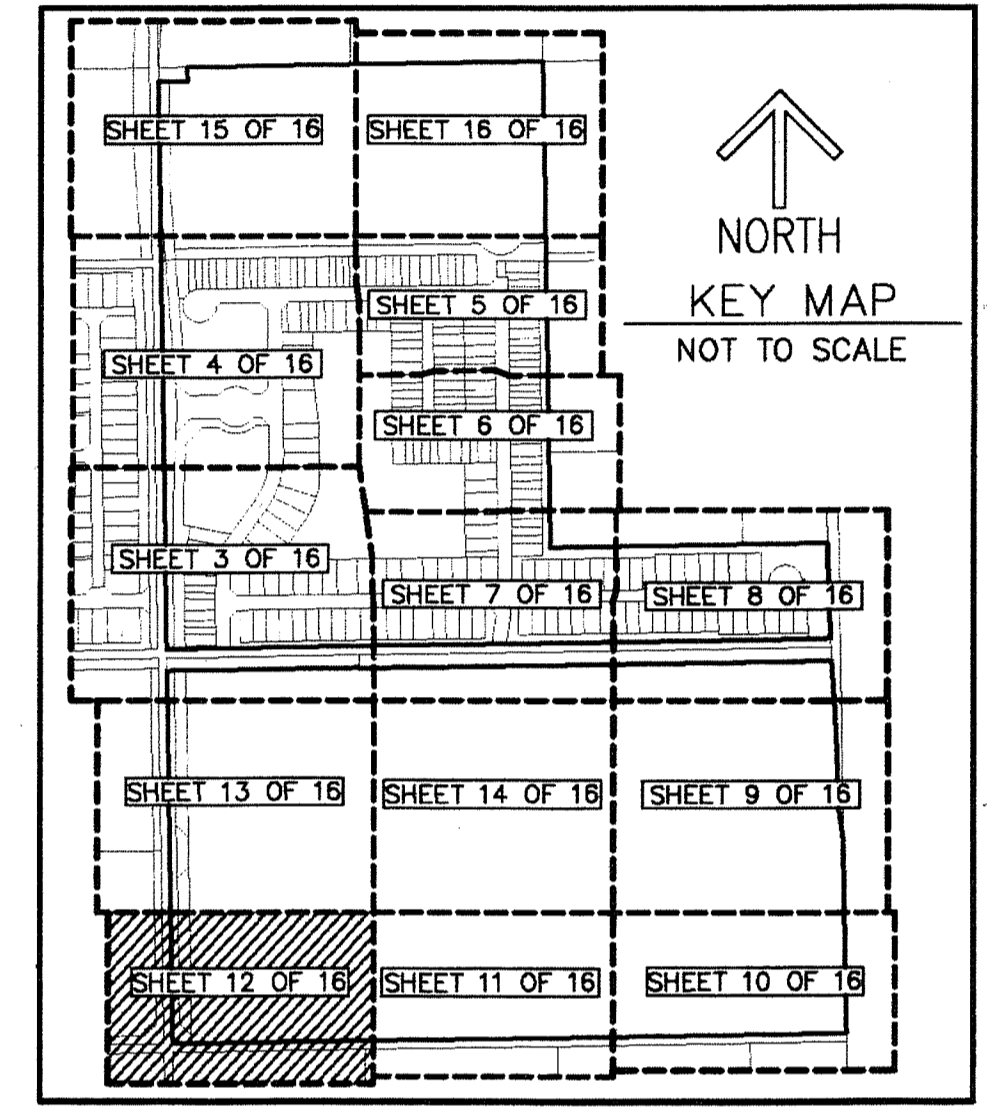 SHEET 15 OF 16
SHEET 16 OF 16
NORTH
KEY MAP
NOT TO SCALE
SHEET 5 OF 16
SHEET 4 OF 16
SHEET 6 OF 16
SHEET 3 OF 16
SHEET 7 OF 16
SHEET 8 OF 16
SHEET 13 OF 16
SHEET 14 OF 16
SHEET 9 OF 16
SHEET 12 OF 16
SHEET 11 OF 16
SHEET 10 OF 16